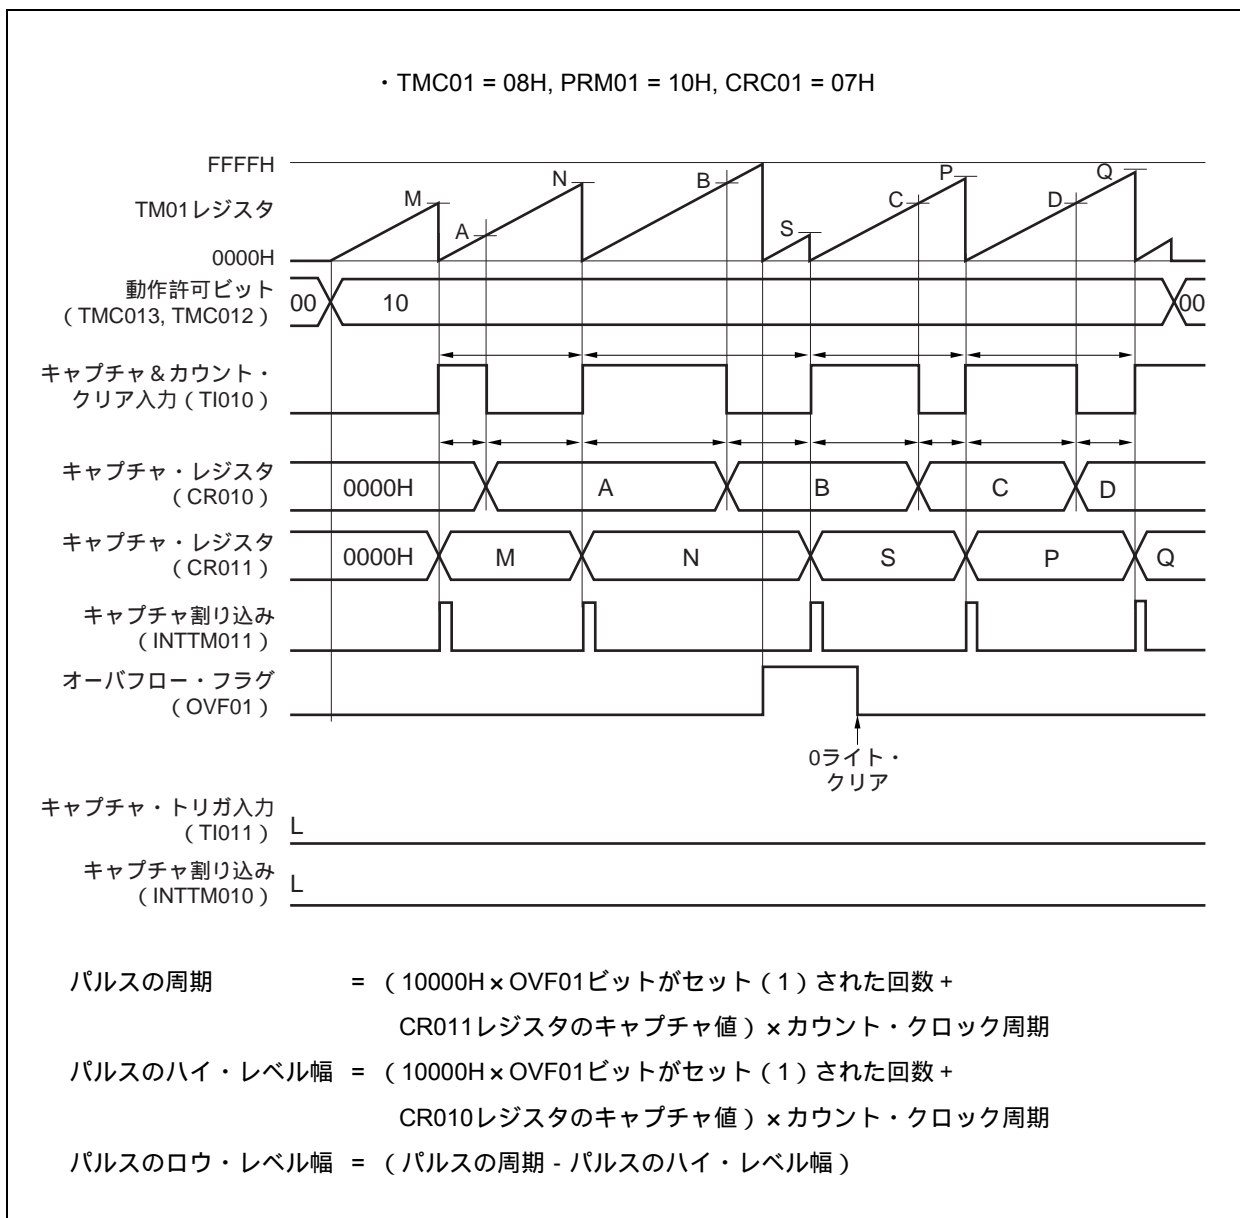 ・TMC01 = 08H, PRM01 = 10H, CRC01 = 07H
FFFFH
TM01レジスタ
0000H
M
A
N
B
S
C
P
D
Q
動作許可ビット
（TMC013, TMC012）
00
10
00
キャプチャ＆カウント・
クリア入力（TI010）
キャプチャ・レジスタ
（CR010）
0000H
A
B
C
D
キャプチャ・レジスタ
（CR011）
0000H
M
N
S
P
Q
キャプチャ割り込み
（INTTM011）
オーバフロー・フラグ
（OVF01）
0ライト・
クリア
キャプチャ・トリガ入力
（TI011）
L
キャプチャ割り込み
（INTTM010）
L
パルスの周期 = （10000H×OVF01ビットがセット（1）された回数 +
CR011レジスタのキャプチャ値）×カウント・クロック周期
パルスのハイ・レベル幅 = （10000H×OVF01ビットがセット（1）された回数 +
CR010レジスタのキャプチャ値）×カウント・クロック周期
パルスのロウ・レベル幅 = （パルスの周期 - パルスのハイ・レベル幅）